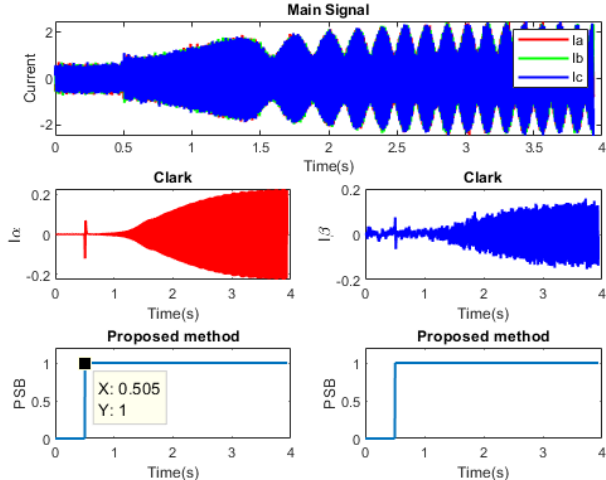 Main Signal
2
0
-2
Current
Ia
Ib
Ic
0 0.5 1 1.5 2 2.5 3 3.5 4
Time(s)
Clark
0.2
0
-0.2
Iα
0 1 2 3 4
Time(s)
Clark
0.2
0
-0.2
Iβ
0 1 2 3 4
Time(s)
Proposed method
1
0.5
0
PSB
X: 0.505
Y: 1
0 1 2 3 4
Time(s)
Proposed method
1
0.5
0
PSB
0 1 2 3 4
Time(s)